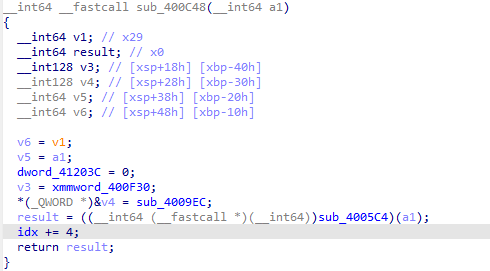 __int64 __fastcall sub_400C48(__int64 a1)
{
__int64 v1; // x29
__int64 result; // x0
__int128 v3; // [xsp+18h] [xbp-40h]
__int128 v4; // [xsp+28h] [xbp-30h]
__int64 v5; // [xsp+38h] [xbp-20h]
__int64 v6; // [xsp+48h] [xbp-10h]
v6 = v1;
v5 = a1;
dword_41203C = 0;
v3 = xmmword_400F30;
*(_QWORD *)&v4 = sub_4009EC;
result = ((__int64 (__fastcall *)(__int64))sub_4005C4)(a1);
idx += 4;
return result;
}